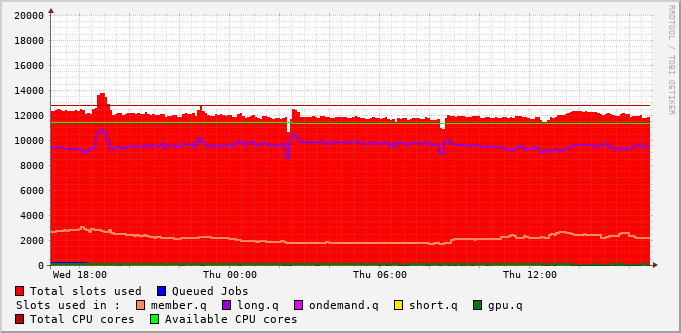 20000
18000
16000
14000
12000
10000
8000
6000
4000
2000
0
Wed 18:00 Thu 00:00 Thu 06:00 Thu 12:00
RRDTOOL / TOBI OETIKER
Total slots used Queued Jobs
Slots used in : member.q long.q ondemand.q short.q gpu.q
Total CPU cores Available CPU cores